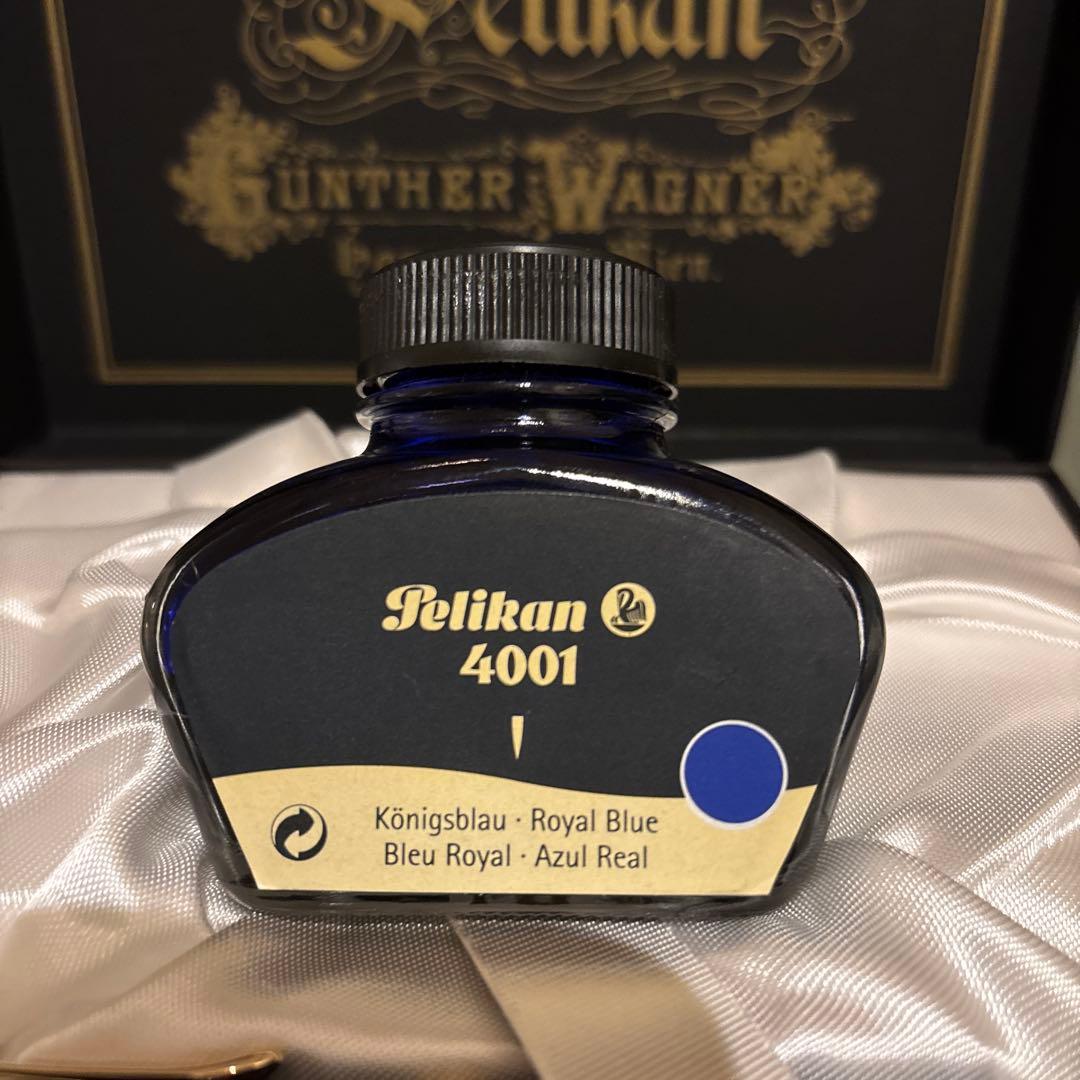 Pelikan
GÜNTHER WAGNER
Pelikan
4001
Königsblau · Royal Blue
Bleu Royal · Azul Real